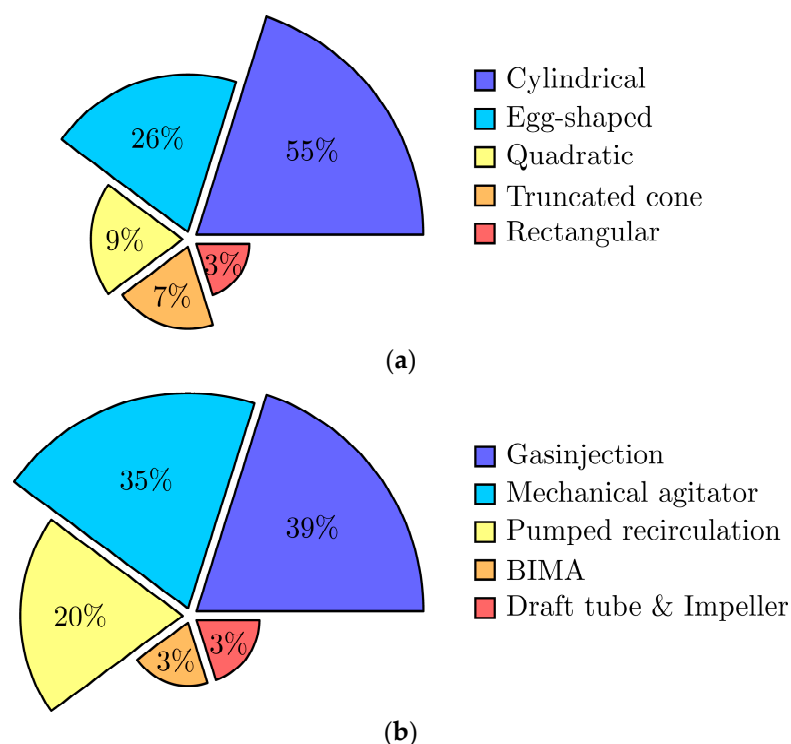 55%
26%
9%
7%
3%
Cylindrical
Egg-shaped
Quadratic
Truncated cone
Rectangular
(a)
39%
35%
20%
3%
3%
Gasinjection
Mechanical agitator
Pumped recirculation
BIMA
Draft tube & Impeller
(b)